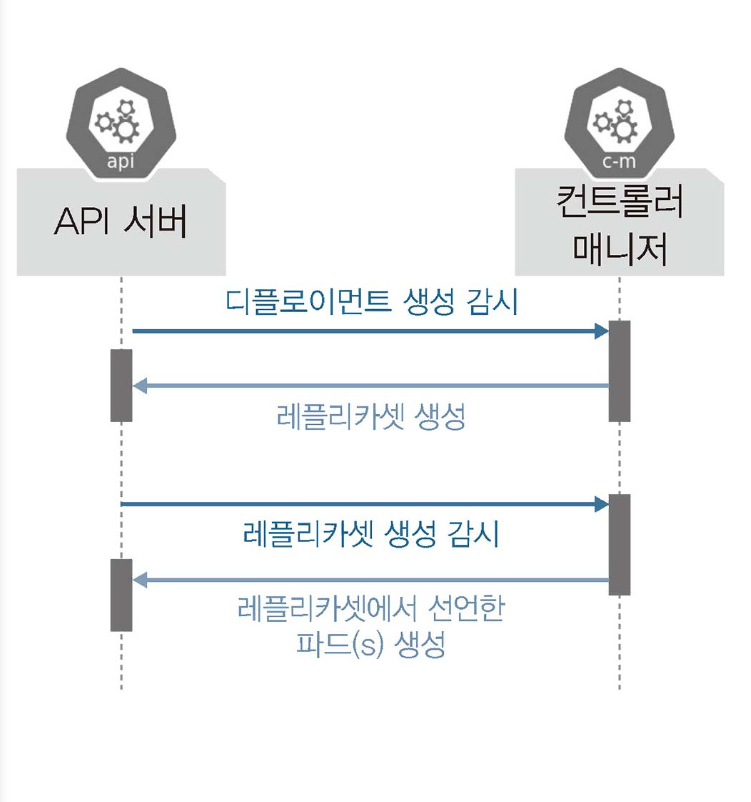 api
API 서버
c-m
컨트롤러
매니저
디플로이먼트 생성 감시
레플리카셋 생성
레플리카셋 생성 감시
레플리카셋에서 선언한
파드(s) 생성